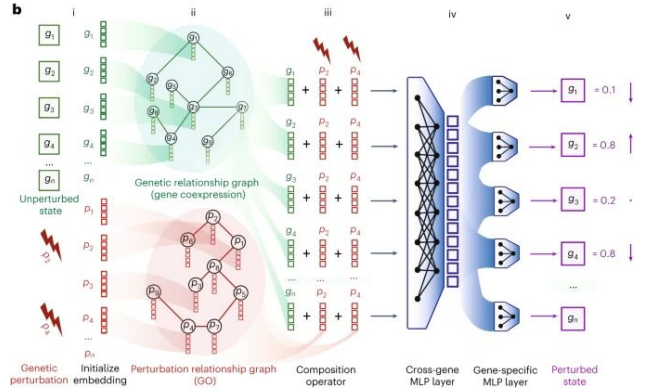 b
i ii iii iv v
g1 g1
g2 g2
g3 g3
g4 g4
... ...
gn gn
Unperturbed
state
g1
g2 g6
g5
g8 g3 g7
g4 g9
Genetic relationship graph
(gene coexpression)
p1
p2 p2
p3
p4 p4
...
pn
p2
p6 p1
p8
p3
p9 p5
p4 p7
Genetic
perturbation
Initialize
embedding
Perturbation relationship graph
(GO)
g1 p2 p4
+ +
g2 p2 p4
+ +
g3 p2 p4
+ +
g4 p2 p4
+ +
... ... ...
gn p2 p4
+ +
Composition
operator
Cross-gene
MLP layer
Gene-specific
MLP layer
g1 = 0.1
g2 = 0.8
g3 = 0.2
g4 = 0.8
...
gn
Perturbed
state